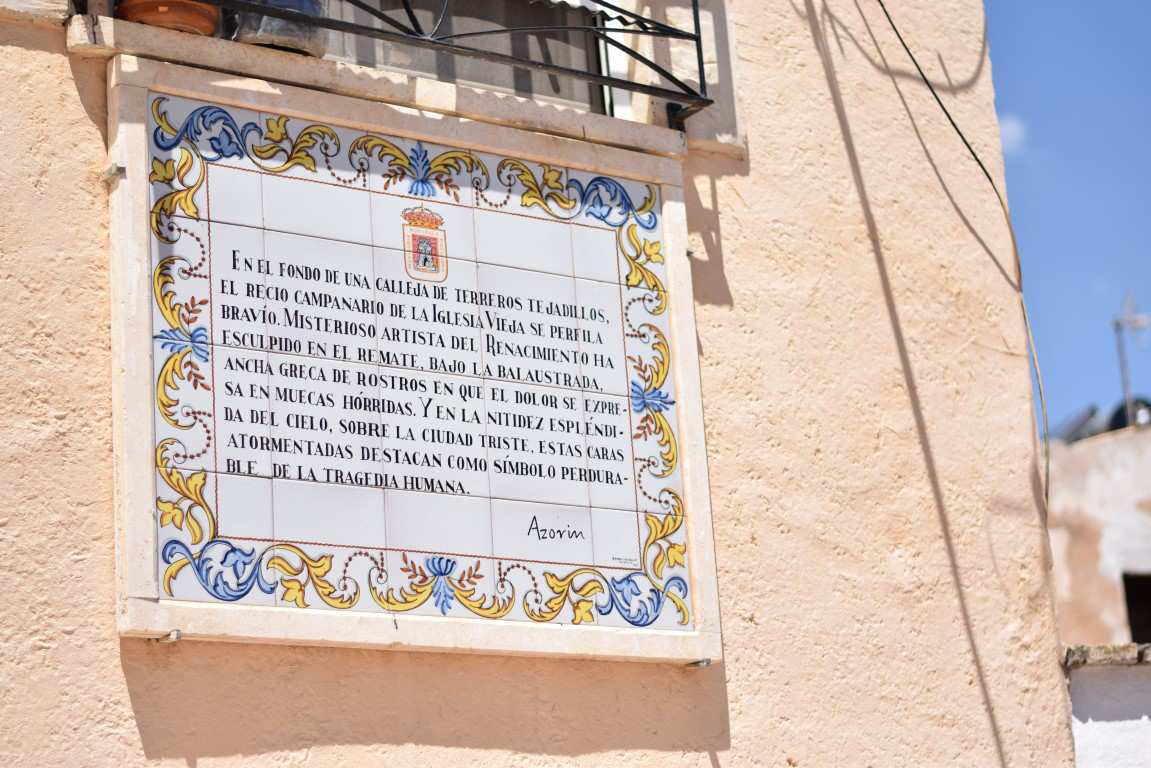 EN EL FONDO DE UNA CALLEJA DE TERREROS TEJADILLOS,
EL RECIO CAMPANARIO DE LA IGLESIA VIEJA SE PERFILA
BRAVÍO. MISTERIOSO ARTISTA DEL RENACIMIENTO HA
ESCULPIDO EN EL REMATE, BAJO LA BALAUSTRADA,
ANCHA GRECA DE ROSTROS EN QUE EL DOLOR SE EXPRE-
SA EN MUECAS HÓRRIDAS. Y EN LA NITIDEZ ESPLÉNDI-
DA DEL CIELO, SOBRE LA CIUDAD TRISTE, ESTAS CARAS
ATORMENTADAS DESTACAN COMO SÍMBOLO PERDURA-
BLE DE LA TRAGEDIA HUMANA.
Azorin